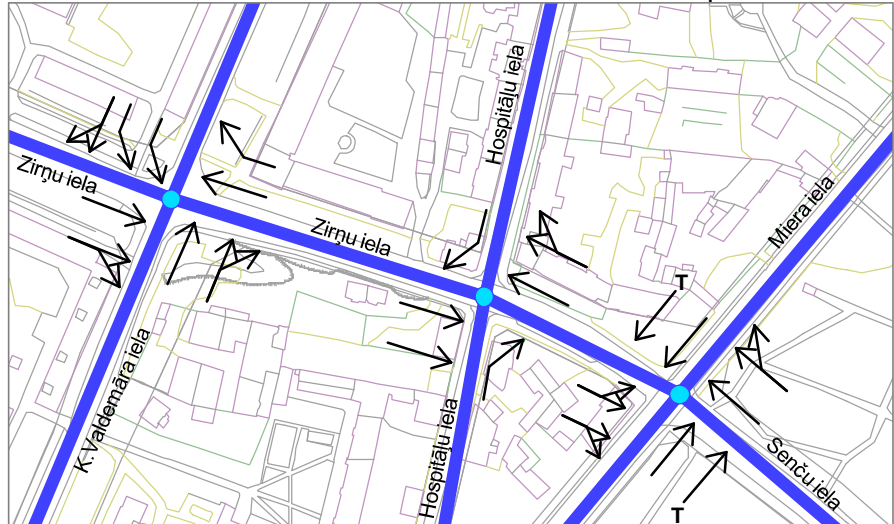 Hospitāļu iela
Zirņu iela
Miera iela
Zirņu iela
T
K. Valdemāra iela
Hospitāļu iela
Senču iela
T